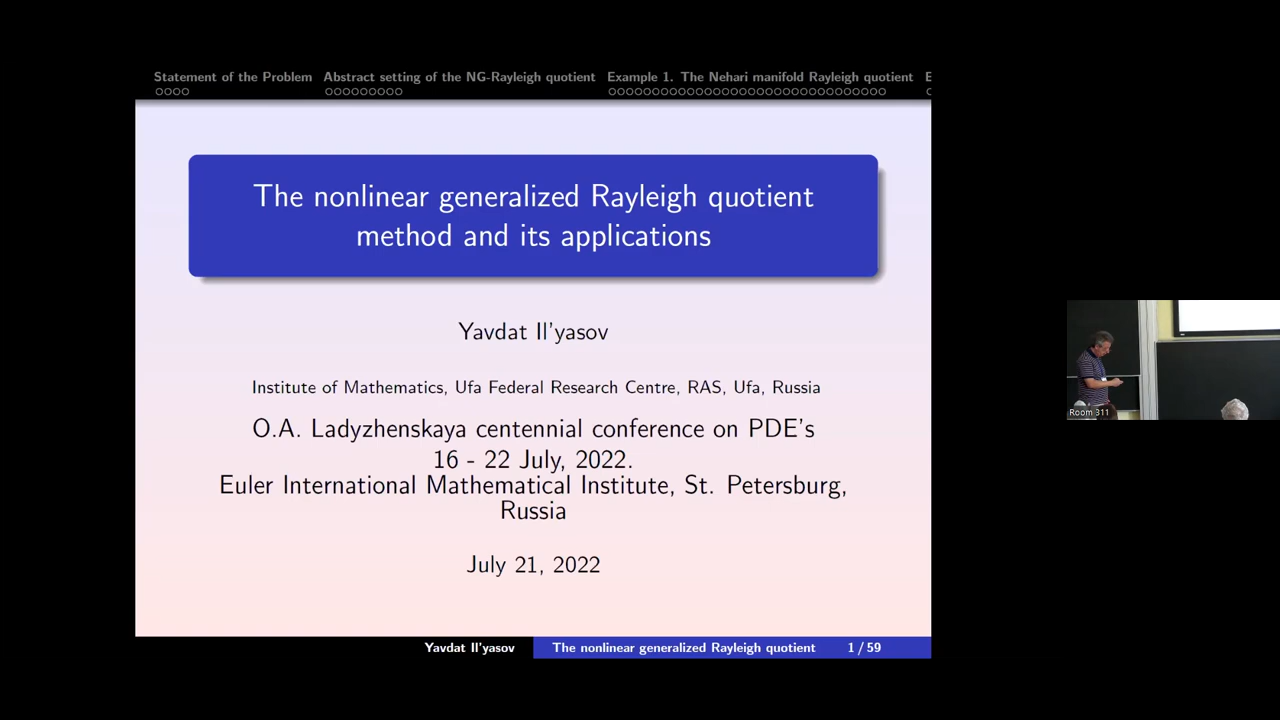 Statement of the Problem Abstract setting of the NG-Rayleigh quotient Example 1. The Nehari manifold Rayleigh quotient E
The nonlinear generalized Rayleigh quotient
method and its applications
Yavdat Il'yasov
Institute of Mathematics, Ufa Federal Research Centre, RAS, Ufa, Russia
O.A. Ladyzhenskaya centennial conference on PDE's
16 - 22 July, 2022.
Euler International Mathematical Institute, St. Petersburg,
Russia
July 21, 2022
Yavdat Il'yasov The nonlinear generalized Rayleigh quotient 1 / 59
Room 311